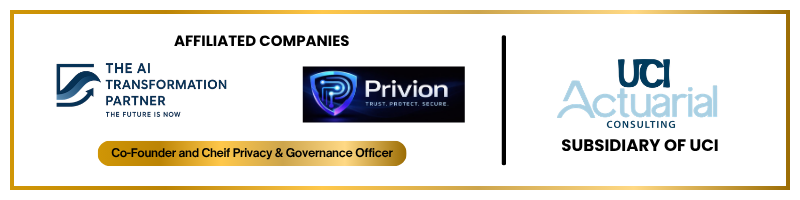 AFFILIATED COMPANIES
THE AI
TRANSFORMATION
PARTNER
THE FUTURE IS NOW
Privion
TRUST. PROTECT. SECURE.
Co-Founder and Cheif Privacy & Governance Officer
UCI
Actuarial
CONSULTING
SUBSIDIARY OF UCI